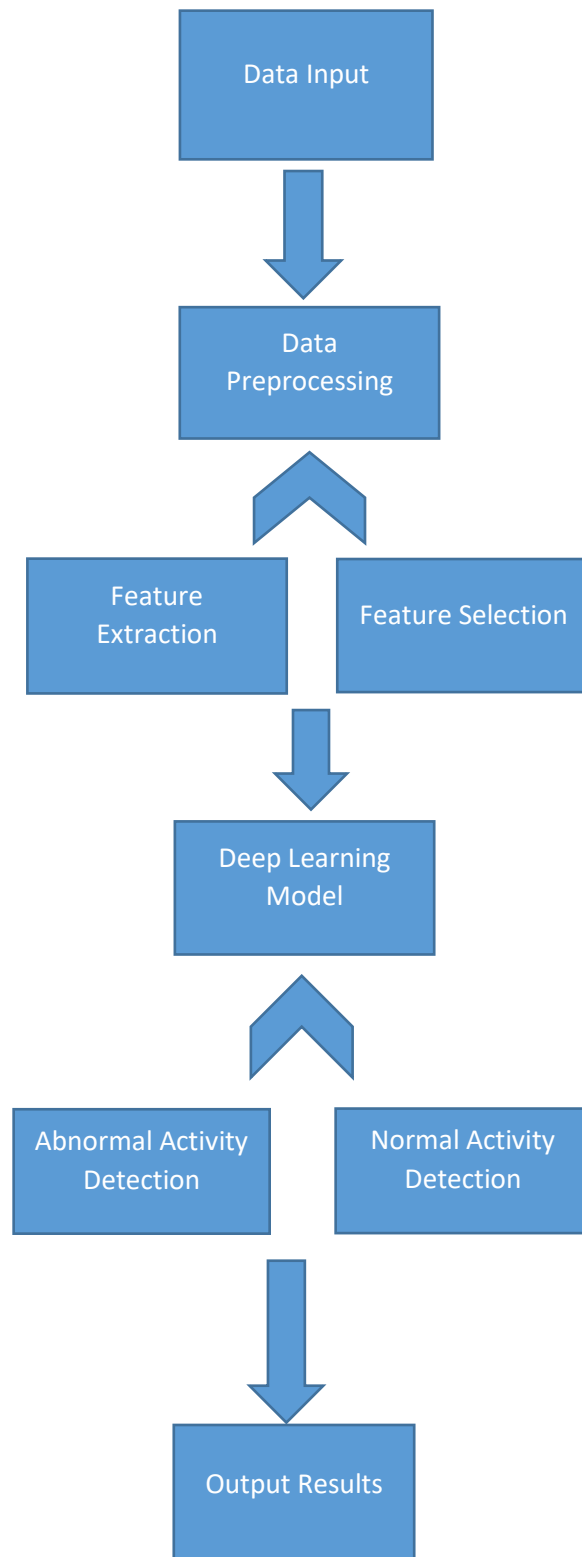 Data Input
Data
Preprocessing
Feature
Extraction
Feature Selection
Deep Learning
Model
Abnormal Activity
Detection
Normal Activity
Detection
Output Results